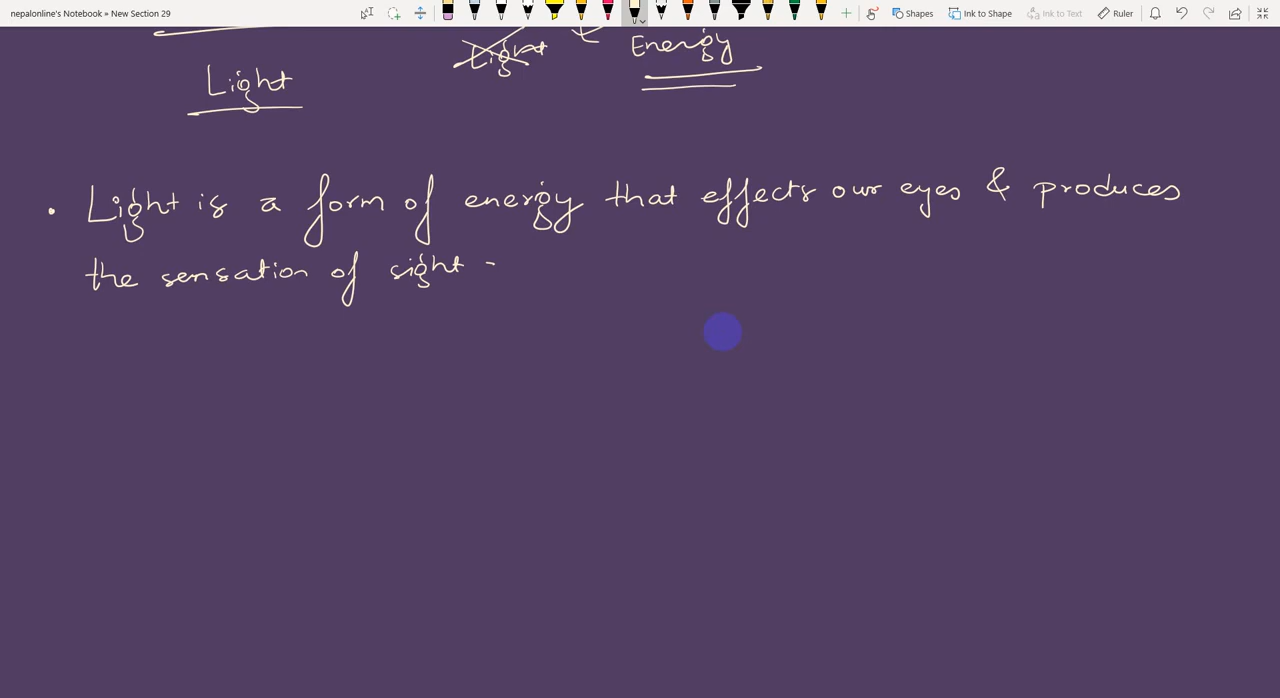 nepalonline's Notebook » New Section 29
Shapes
Ink to Shape
Ink to Text
Ruler
Light
Energy
Light
• Light is a form of energy that effects our eyes & produces
the sensation of sight -